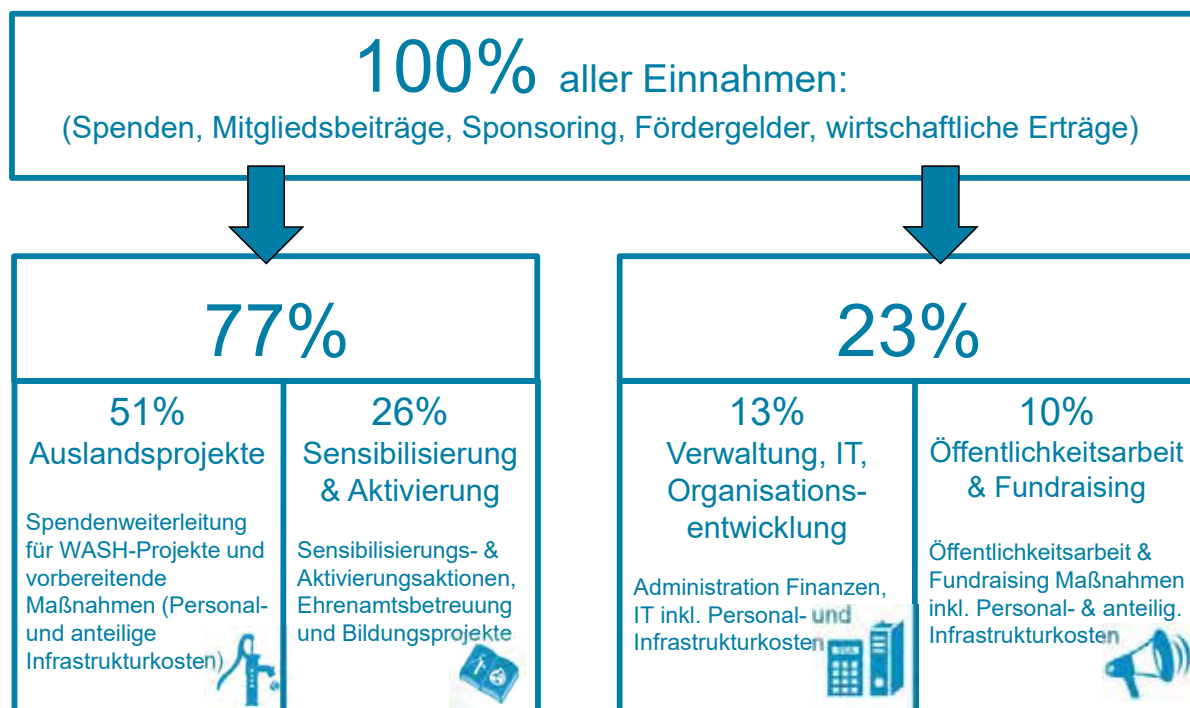 100% aller Einnahmen:
(Spenden, Mitgliedsbeiträge, Sponsoring, Fördergelder, wirtschaftliche Erträge)
77%
51%
Auslandsprojekte
Spendenweiterleitung
für WASH-Projekte und
vorbereitende
Maßnahmen (Personal-
und anteilige
Infrastrukturkosten)
26%
Sensibilisierung
& Aktivierung
Sensibilisierungs- &
Aktivierungsaktionen,
Ehrenamtsbetreuung
und Bildungsprojekte
23%
13%
Verwaltung, IT,
Organisations-
entwicklung
Administration Finanzen,
IT inkl. Personal- und
Infrastrukturkosten
10%
Öffentlichkeitsarbeit
& Fundraising
Öffentlichkeitsarbeit &
Fundraising Maßnahmen
inkl. Personal- & anteilig.
Infrastrukturkosten